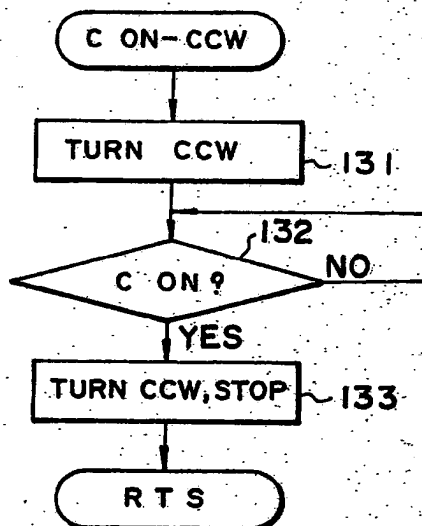 C ON-CCW
TURN CCW
131
132
C ON?
NO
YES
TURN CCW, STOP
133
RTS